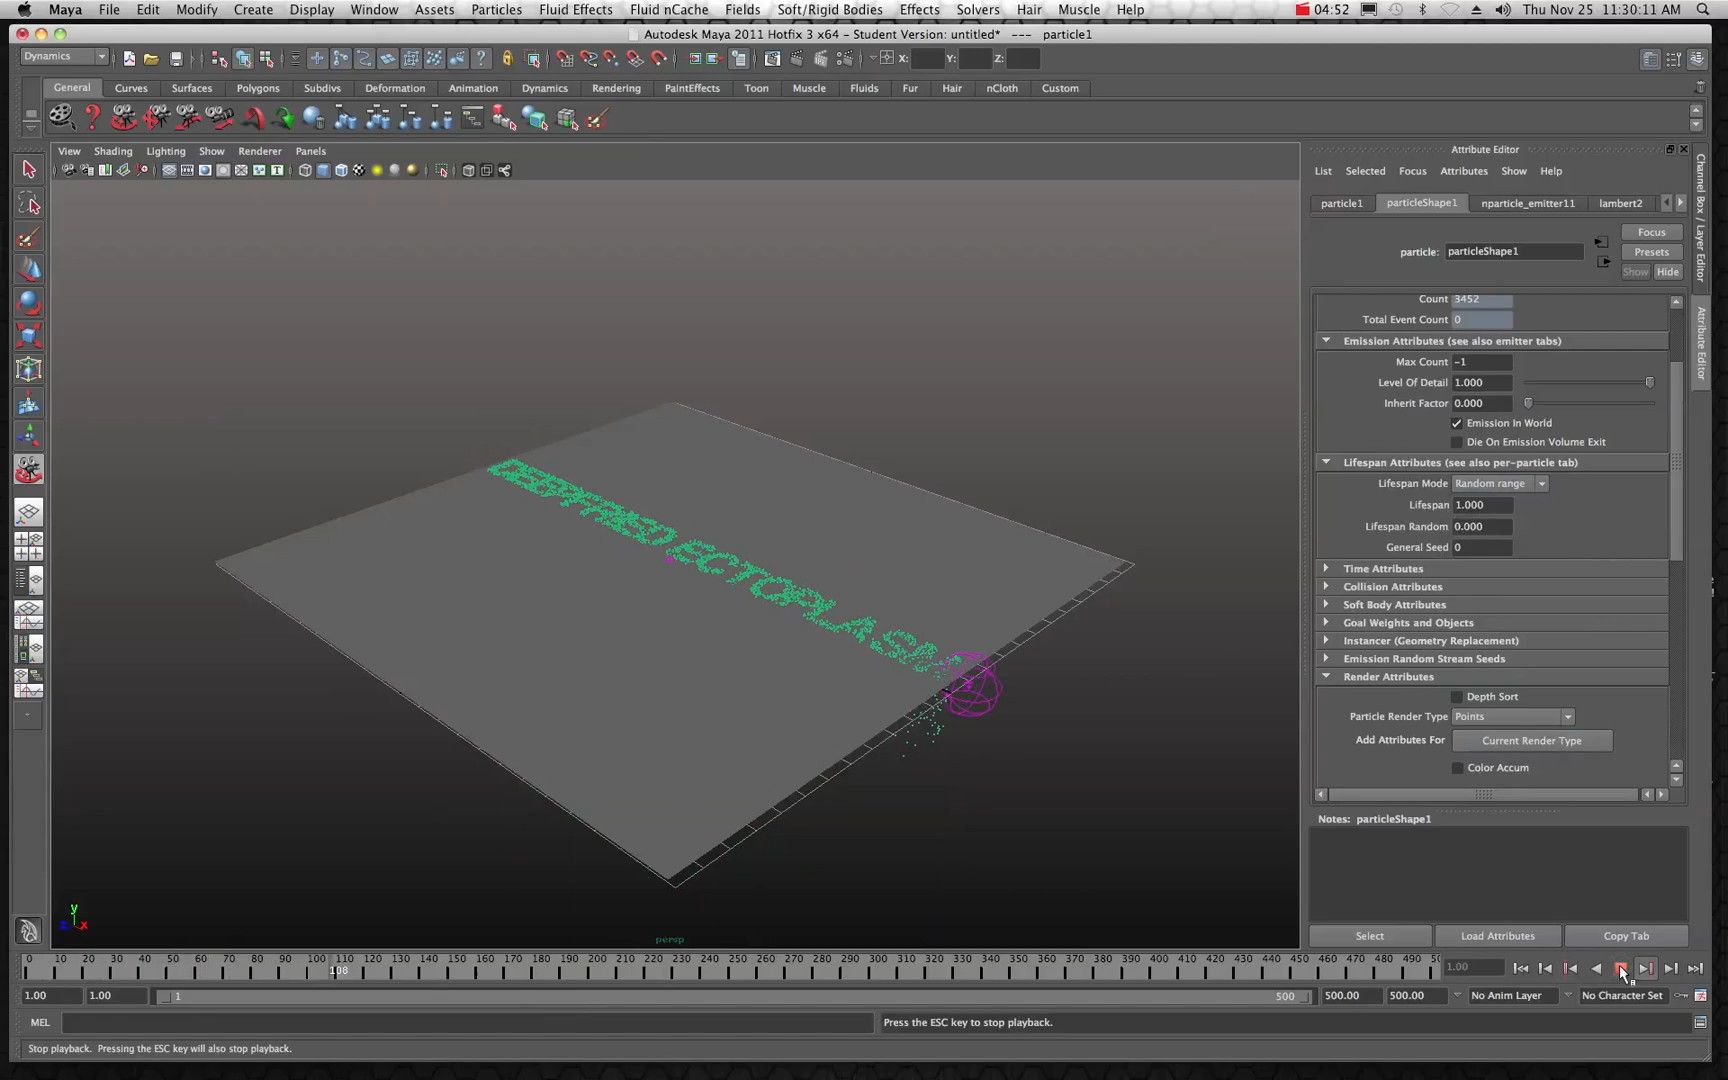 Maya File Edit Modify Create Display Window Assets Particles Fluid Effects Fluid nCache Fields Soft/Rigid Bodies Effects Solvers Hair Muscle Help 04:52 Thu Nov 25 11:30:11 AM
Autodesk Maya 2011 Hotfix 3 x64 - Student Version: untitled* --- particle1
Dynamics X: Y: Z:
General Curves Surfaces Polygons Subdivs Deformation Animation Dynamics Rendering PaintEffects Toon Muscle Fluids Fur Hair nCloth Custom
View Shading Lighting Show Renderer Panels
Attribute Editor
List Selected Focus Attributes Show Help
particle1 particleShape1 nparticle_emitter11 lambert2
Focus
particle: particleShape1 Presets
Show Hide
Count 3452
Total Event Count 0
Emission Attributes (see also emitter tabs)
Max Count -1
Level Of Detail 1.000
Inherit Factor 0.000
Emission In World
Die On Emission Volume Exit
Lifespan Attributes (see also per-particle tab)
Lifespan Mode Random range
Lifespan 1.000
Lifespan Random 0.000
General Seed 0
Time Attributes
Collision Attributes
Soft Body Attributes
Goal Weights and Objects
Instancer (Geometry Replacement)
Emission Random Stream Seeds
Render Attributes
Depth Sort
Particle Render Type Points
Add Attributes For Current Render Type
Color Accum
Notes: particleShape1
Select Load Attributes Copy Tab
Channel Box / Layer Editor
Attribute Editor
ECTOPLASM
y
z x
persp
0 10 20 30 40 50 60 70 80 90 100 110 120 130 140 150 160 170 180 190 200 210 220 230 240 250 260 270 280 290 300 310 320 330 340 350 360 370 380 390 400 410 420 430 440 450 460 470 480 490 50
108
1.00
1.00 1.00 1 500 500.00 500.00 No Anim Layer No Character Set
MEL Press the ESC key to stop playback.
Stop playback. Pressing the ESC key will also stop playback.